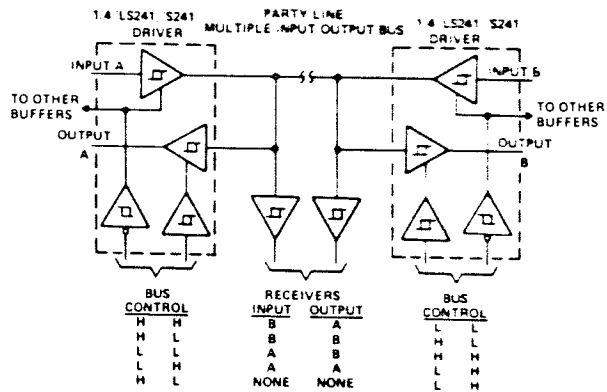 1/4 'LS241/'S241
DRIVER
PARTY LINE
MULTIPLE INPUT OUTPUT BUS
1/4 'LS241/'S241
DRIVER
INPUT A
INPUT B
TO OTHER
BUFFERS
TO OTHER
BUFFERS
OUTPUT
A
OUTPUT
B
BUS
CONTROL
RECEIVERS
INPUT OUTPUT
BUS
CONTROL
H H B A L L
H L B B H L
L L A B H H
L H A A L H
H L NONE NONE H L